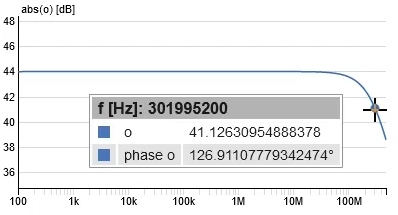 abs(o) [dB]
48
46
44
42
40
38
36
f [Hz]: 301995200
o 41.12630954888378
phase o 126.91107779342474°
100 1k 10k 100k 1M 10M 100M